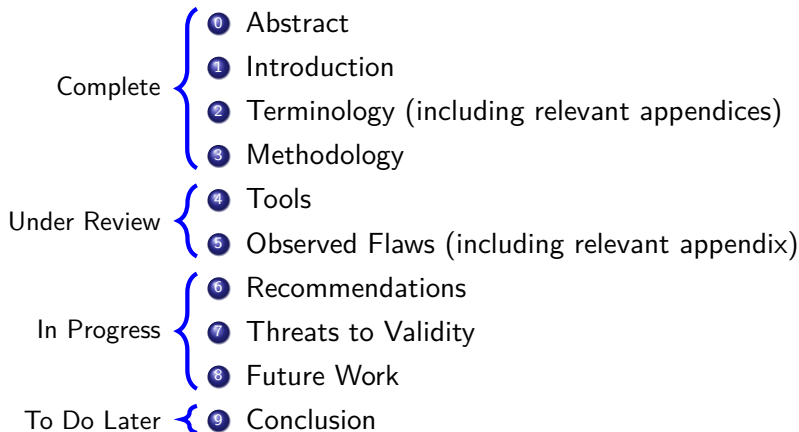 Complete
0 Abstract
1 Introduction
2 Terminology (including relevant appendices)
3 Methodology
Under Review
4 Tools
5 Observed Flaws (including relevant appendix)
In Progress
6 Recommendations
7 Threats to Validity
8 Future Work
To Do Later
9 Conclusion